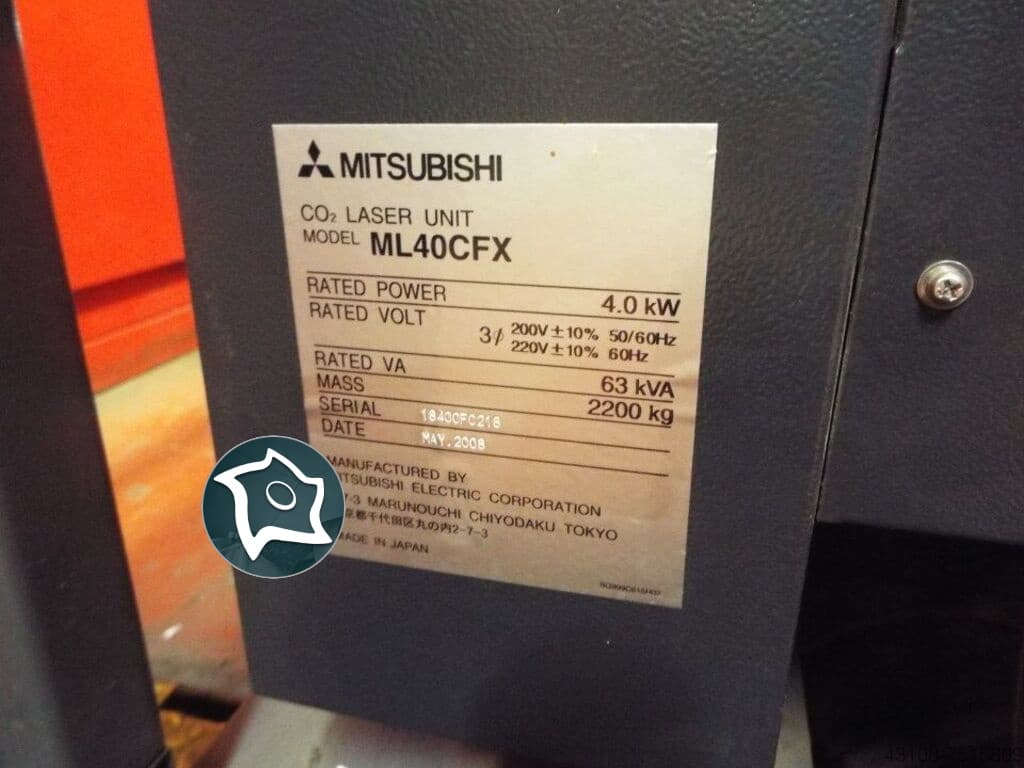 MITSUBISHI
CO₂ LASER UNIT
MODEL ML40CFX
RATED POWER 4.0 kW
RATED VOLT 3∮ 200V±10% 50/60Hz
220V±10% 60Hz
RATED VA 63 kVA
MASS 2200 kg
SERIAL
DATE MAY.2008
MANUFACTURED BY
MITSUBISHI ELECTRIC CORPORATION
7-3 MARUNOUCHI CHIYODAKU TOKYO
京都千代田区丸の内2-7-3
MADE IN JAPAN